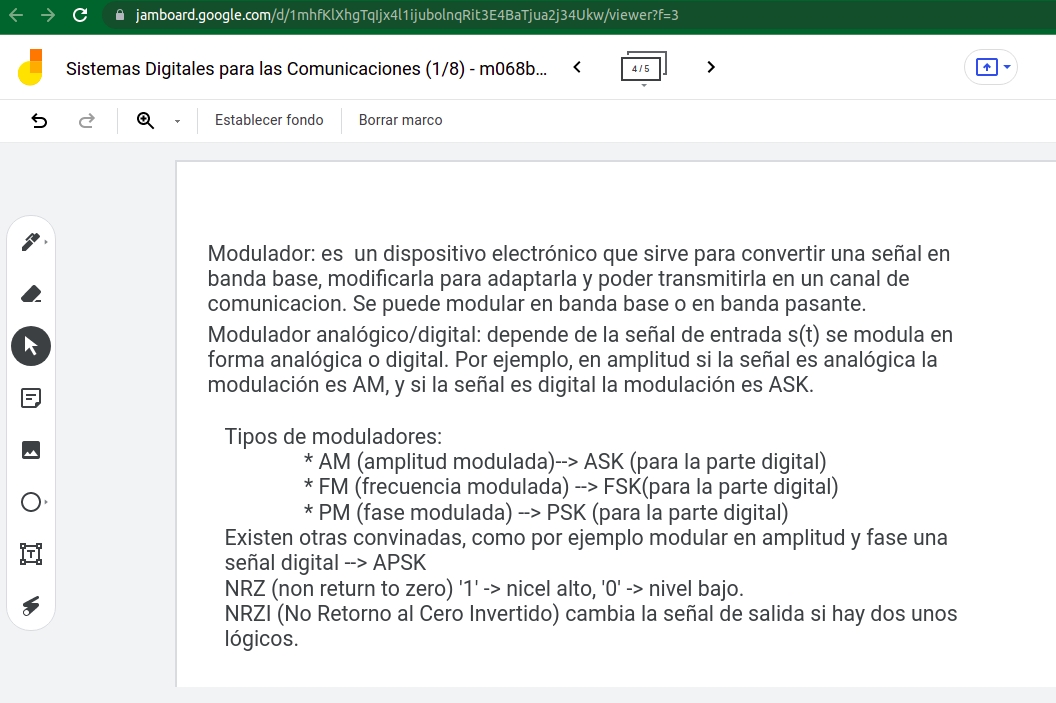 jamboard.google.com/d/1mhfKlXhgTqIjx4l1ijubolnqRit3E4BaTjua2j34Ukw/viewer?f=3
Sistemas Digitales para las Comunicaciones (1/8) - m068b...
4 / 5
Establecer fondo
Borrar marco
Modulador: es un dispositivo electrónico que sirve para convertir una señal en
banda base, modificarla para adaptarla y poder transmitirla en un canal de
comunicacion. Se puede modular en banda base o en banda pasante.
Modulador analógico/digital: depende de la señal de entrada s(t) se modula en
forma analógica o digital. Por ejemplo, en amplitud si la señal es analógica la
modulación es AM, y si la señal es digital la modulación es ASK.
Tipos de moduladores:
* AM (amplitud modulada)--> ASK (para la parte digital)
* FM (frecuencia modulada) --> FSK(para la parte digital)
* PM (fase modulada) --> PSK (para la parte digital)
Existen otras convinadas, como por ejemplo modular en amplitud y fase una
señal digital --> APSK
NRZ (non return to zero) '1' -> nicel alto, '0' -> nivel bajo.
NRZI (No Retorno al Cero Invertido) cambia la señal de salida si hay dos unos
lógicos.